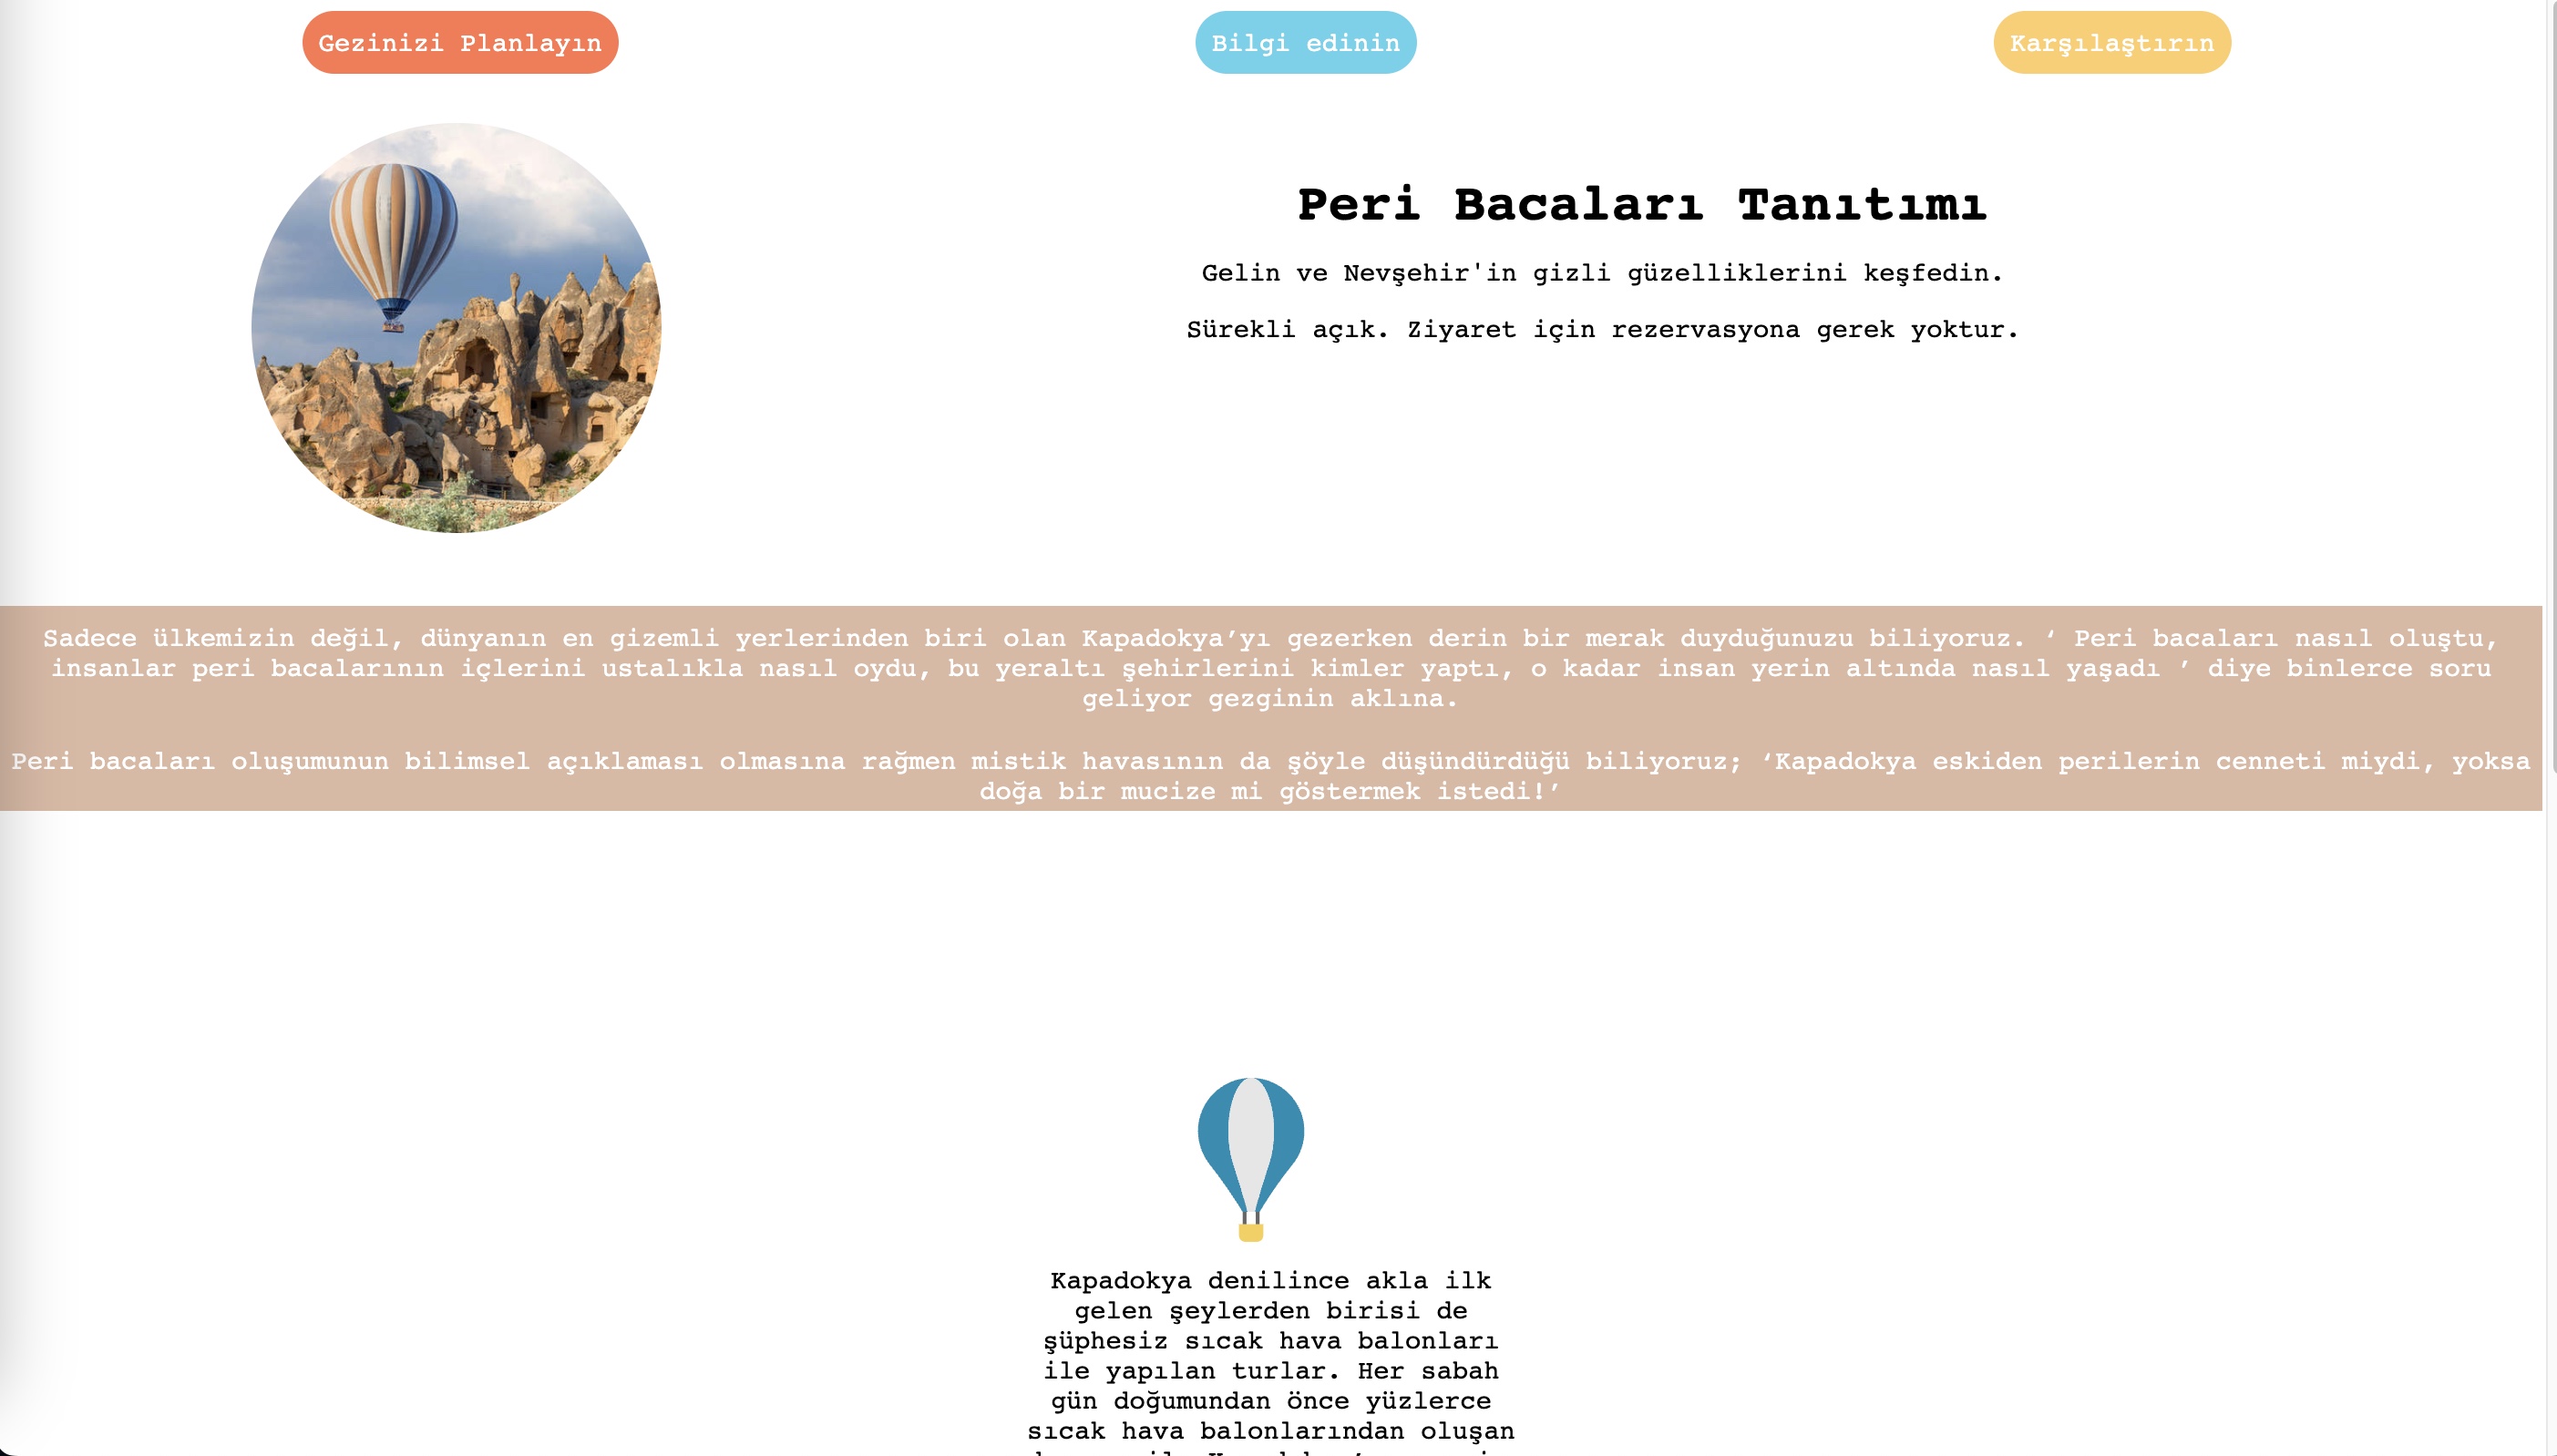 Gezinizi Planlayın
Bilgi edinin
Karşılaştırın
Peri Bacaları Tanıtımı
Gelin ve Nevşehir'in gizli güzelliklerini keşfedin.
Sürekli açık. Ziyaret için rezervasyona gerek yoktur.
Sadece ülkemizin değil, dünyanın en gizemli yerlerinden biri olan Kapadokya’yı gezerken derin bir merak duyduğunuzu biliyoruz. ‘ Peri bacaları nasıl oluştu,
insanlar peri bacalarının içlerini ustalıkla nasıl oydu, bu yeraltı şehirlerini kimler yaptı, o kadar insan yerin altında nasıl yaşadı ’ diye binlerce soru
geliyor gezginin aklına.
Peri bacaları oluşumunun bilimsel açıklaması olmasına rağmen mistik havasının da şöyle düşündürdüğü biliyoruz; ‘Kapadokya eskiden perilerin cenneti miydi, yoksa
doğa bir mucize mi göstermek istedi!’
Kapadokya denilince akla ilk
gelen şeylerden birisi de
şüphesiz sıcak hava balonları
ile yapılan turlar. Her sabah
gün doğumundan önce yüzlerce
sıcak hava balonlarından oluşan